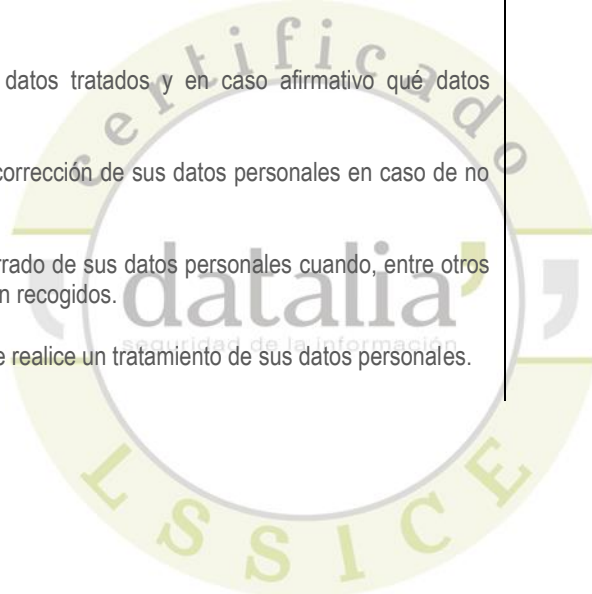 certificado
datos tratados y en caso afirmativo qué datos
corrección de sus datos personales en caso de no
rrado de sus datos personales cuando, entre otros
n recogidos.
datalia
seguridad de la información
e realice un tratamiento de sus datos personales.
LSSICE